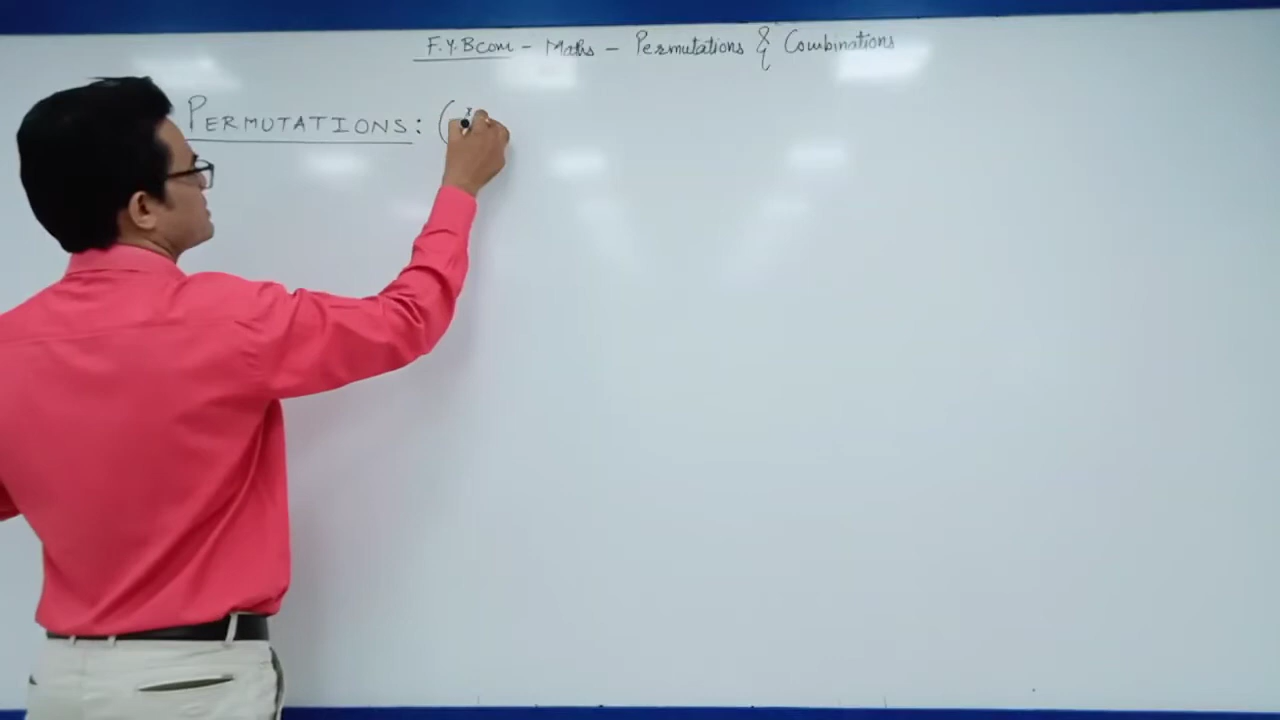 F.Y.BCom - Maths - Permutations & Combinations
PERMUTATIONS: (